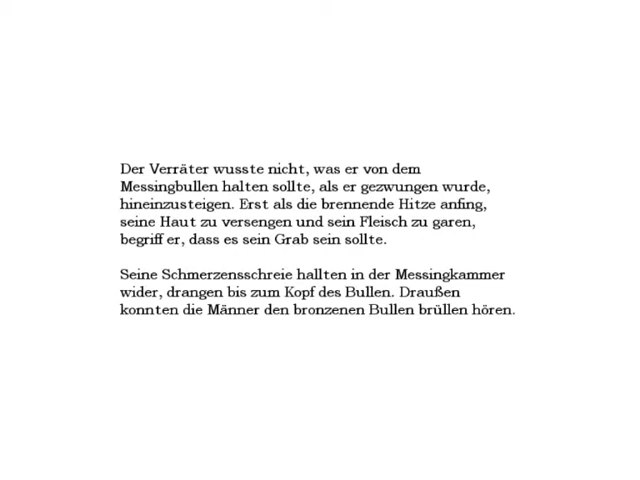 Der Verräter wusste nicht, was er von dem
Messingbullen halten sollte, als er gezwungen wurde,
hineinzusteigen. Erst als die brennende Hitze anfing,
seine Haut zu versengen und sein Fleisch zu garen,
begriff er, dass es sein Grab sein sollte.
Seine Schmerzensschreie hallten in der Messingkammer
wider, drangen bis zum Kopf des Bullen. Draußen
konnten die Männer den bronzenen Bullen brüllen hören.